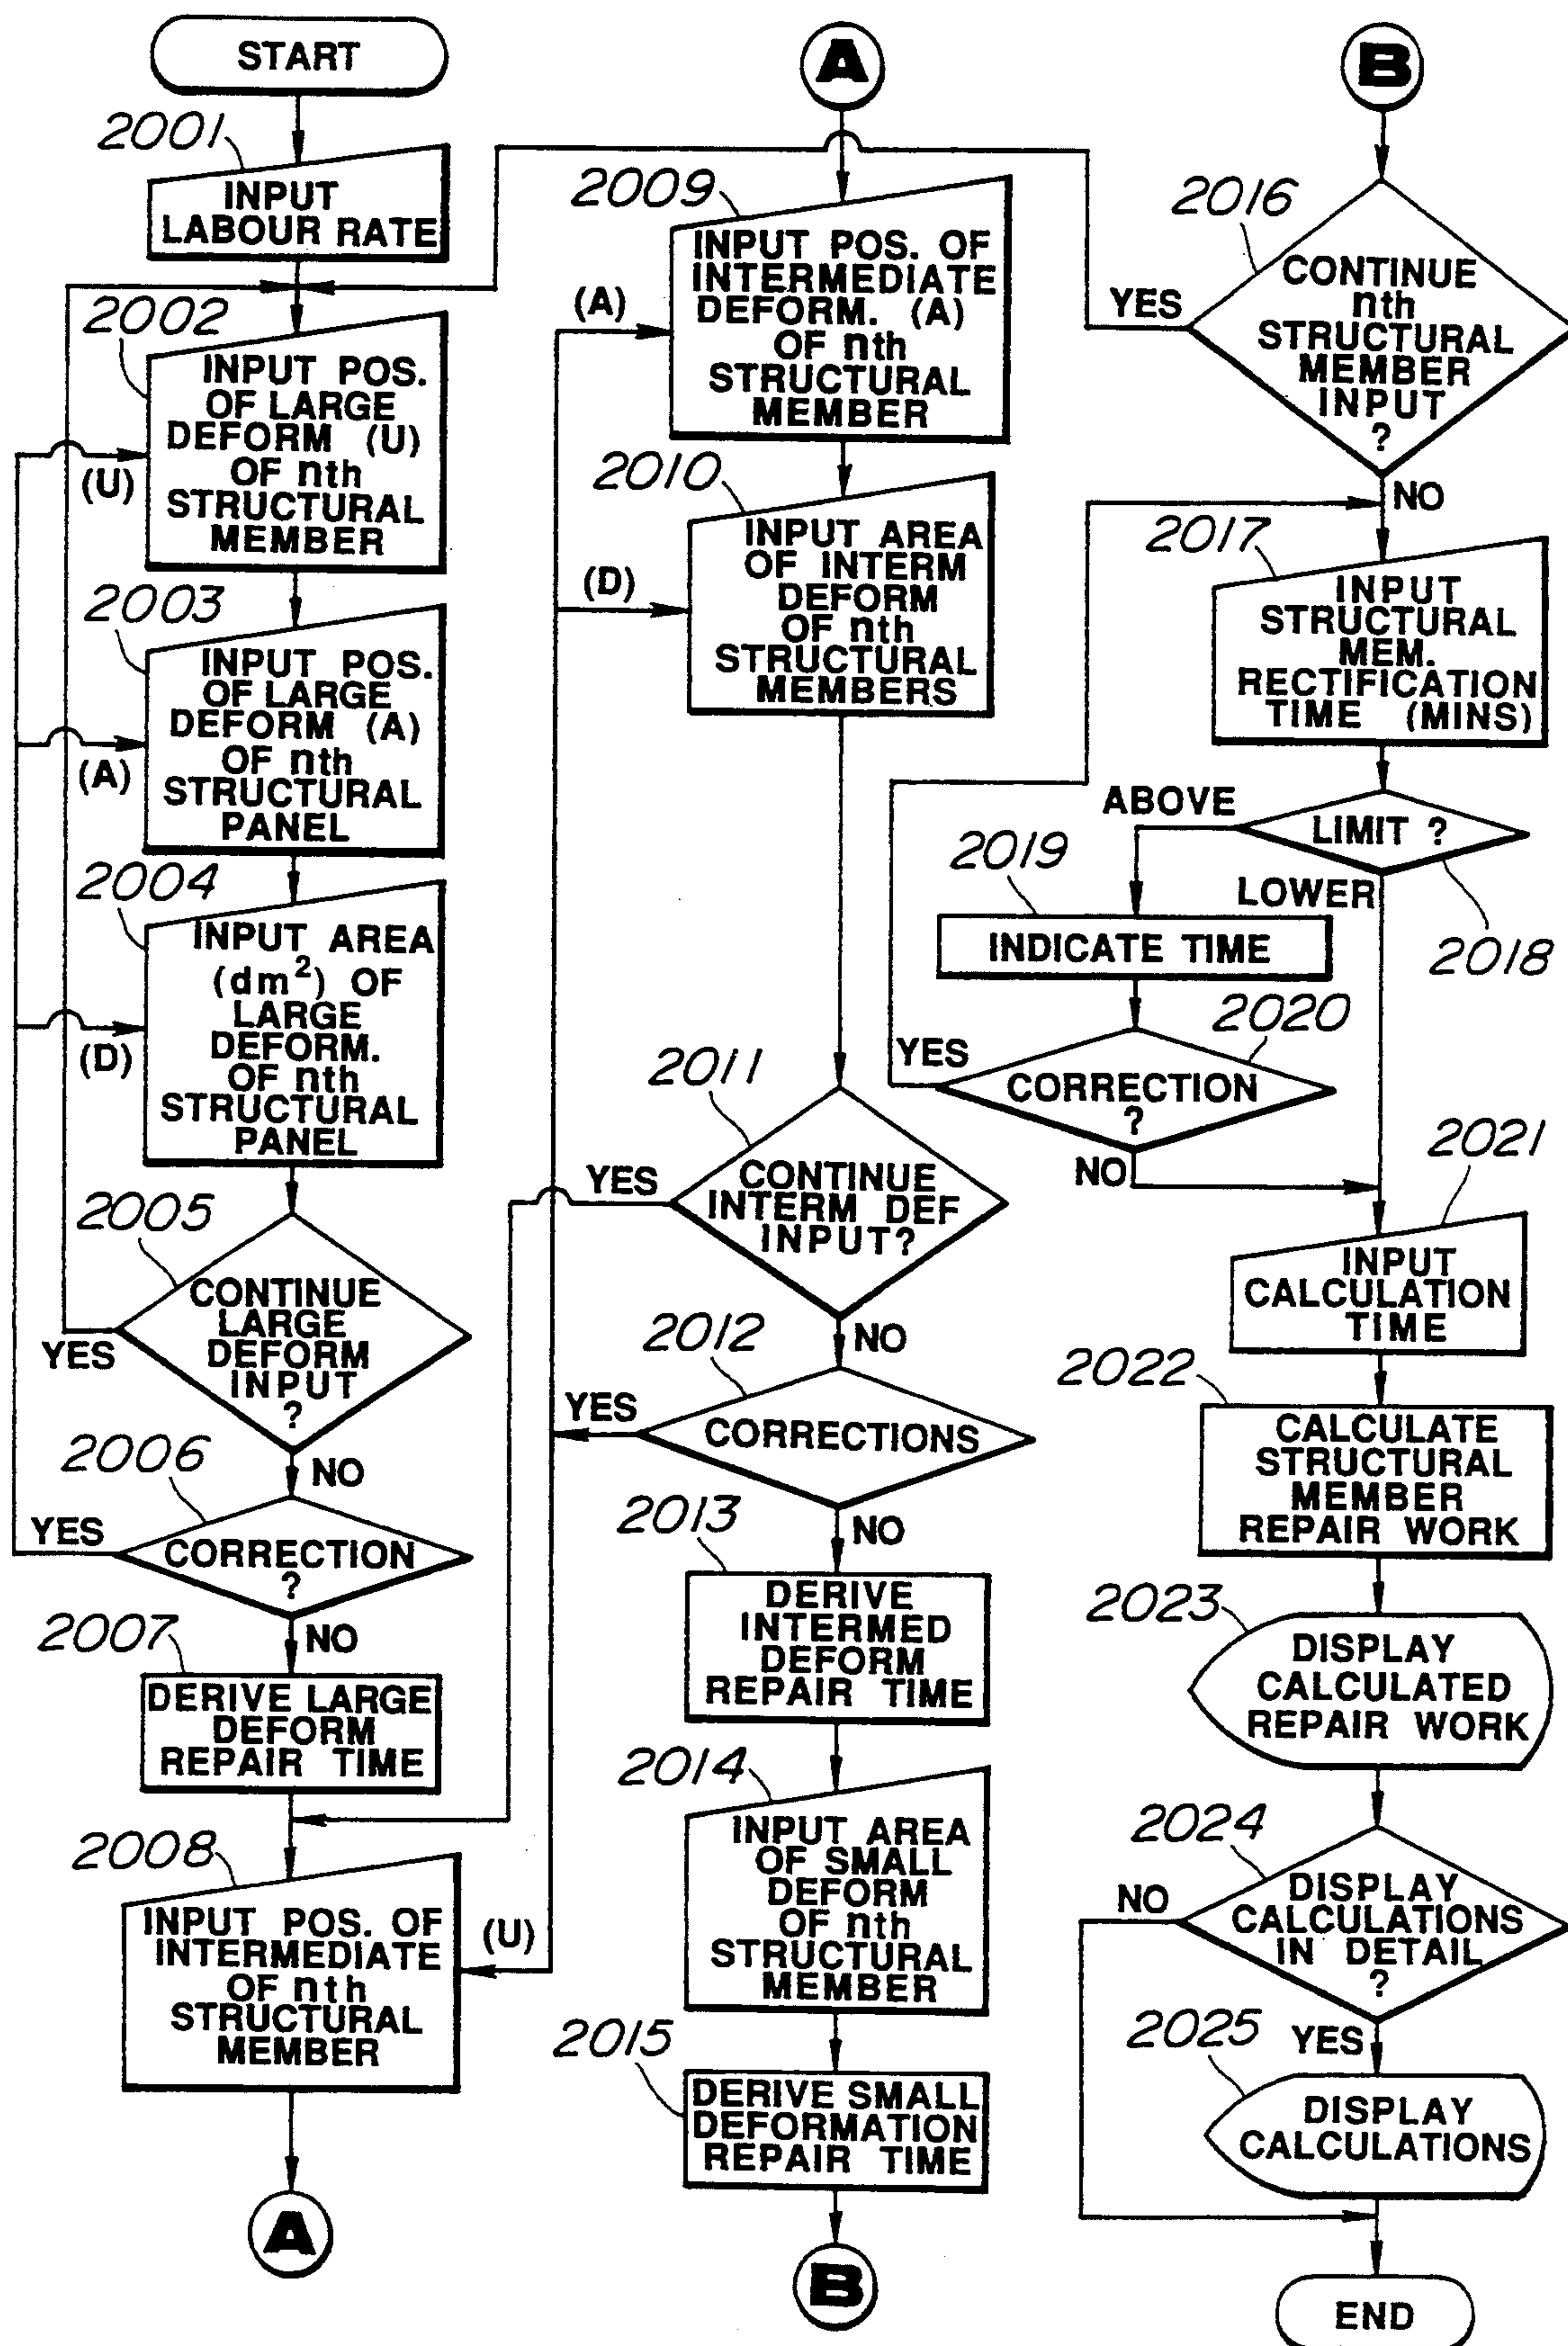 START
2001
INPUT
LABOUR RATE
2002
INPUT POS.
OF LARGE
DEFORM (U)
OF nth
STRUCTURAL
MEMBER
(U)
2003
INPUT POS.
OF LARGE
DEFORM (A)
OF nth
STRUCTURAL
PANEL
(A)
2004
INPUT AREA
(dm²) OF
LARGE
DEFORM.
OF nth
STRUCTURAL
PANEL
(D)
2005
CONTINUE
LARGE
DEFORM
INPUT
?
YES
NO
2006
CORRECTION
?
YES
NO
2007
DERIVE LARGE
DEFORM
REPAIR TIME
2008
INPUT POS. OF
INTERMEDIATE
OF nth
STRUCTURAL
MEMBER
(U)
A
A
2009
INPUT POS. OF
INTERMEDIATE
DEFORM. (A)
OF nth
STRUCTURAL
MEMBER
(A)
2010
INPUT AREA
OF INTERM
DEFORM
OF nth
STRUCTURAL
MEMBERS
(D)
2011
CONTINUE
INTERM DEF
INPUT?
YES
NO
2012
CORRECTIONS
YES
NO
2013
DERIVE
INTERMED
DEFORM
REPAIR TIME
2014
INPUT AREA
OF SMALL
DEFORM
OF nth
STRUCTURAL
MEMBER
2015
DERIVE SMALL
DEFORMATION
REPAIR TIME
B
B
2016
CONTINUE
nth
STRUCTURAL
MEMBER
INPUT
?
YES
NO
2017
INPUT
STRUCTURAL
MEM.
RECTIFICATION
TIME (MINS)
ABOVE
LIMIT ?
LOWER
2018
2019
INDICATE TIME
2020
CORRECTION
?
YES
NO
2021
INPUT
CALCULATION
TIME
2022
CALCULATE
STRUCTURAL
MEMBER
REPAIR WORK
2023
DISPLAY
CALCULATED
REPAIR WORK
2024
DISPLAY
CALCULATIONS
IN DETAIL
?
NO
YES
2025
DISPLAY
CALCULATIONS
END